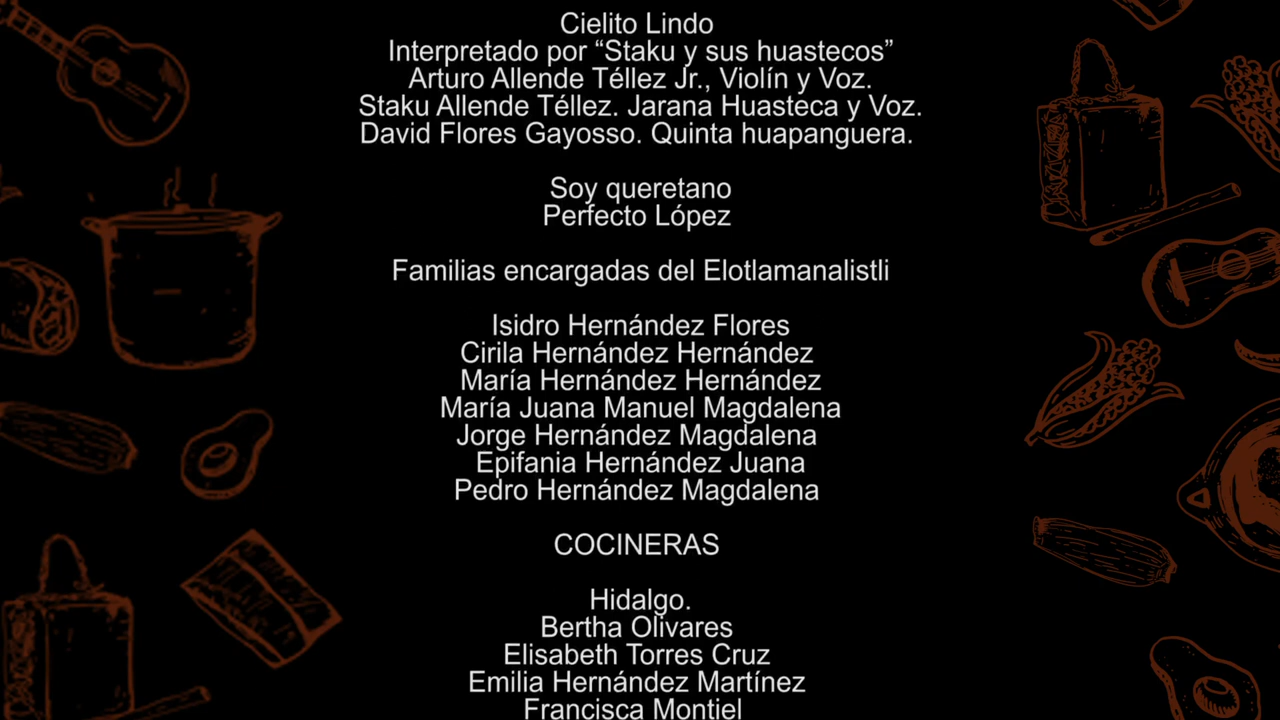 Cielito Lindo
Interpretado por “Staku y sus huastecos”
Arturo Allende Téllez Jr., Violín y Voz.
Staku Allende Téllez. Jarana Huasteca y Voz.
David Flores Gayosso. Quinta huapanguera.
Soy queretano
Perfecto López
Familias encargadas del Elotlamanalistli
Isidro Hernández Flores
Cirila Hernández Hernández
María Hernández Hernández
María Juana Manuel Magdalena
Jorge Hernández Magdalena
Epifania Hernández Juana
Pedro Hernández Magdalena
COCINERAS
Hidalgo.
Bertha Olivares
Elisabeth Torres Cruz
Emilia Hernández Martínez
Francisca Montiel